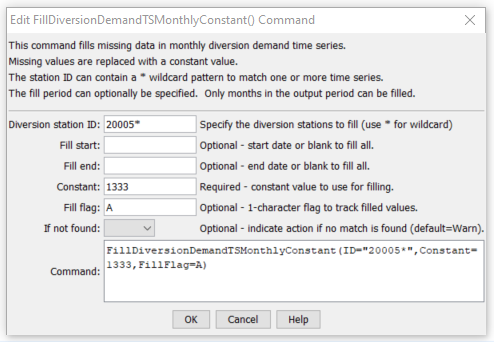 Edit FillDiversionDemandTSMonthlyConstant() Command
This command fills missing data in monthly diversion demand time series.
Missing values are replaced with a constant value.
The station ID can contain a * wildcard pattern to match one or more time series.
The fill period can optionally be specified.  Only months in the output period can be filled.
Diversion station ID: 20005* Specify the diversion stations to fill (use * for wildcard)
Fill start: Optional - start date or blank to fill all.
Fill end: Optional - end date or blank to fill all.
Constant: 1333 Required - constant value to use for filling.
Fill flag: A Optional - 1-character flag to track filled values.
If not found: Optional - indicate action if no match is found (default=Warn).
FillDiversionDemandTSMonthlyConstant(ID="20005*",Constant=
Command: 1333,FillFlag=A)
OK Cancel Help